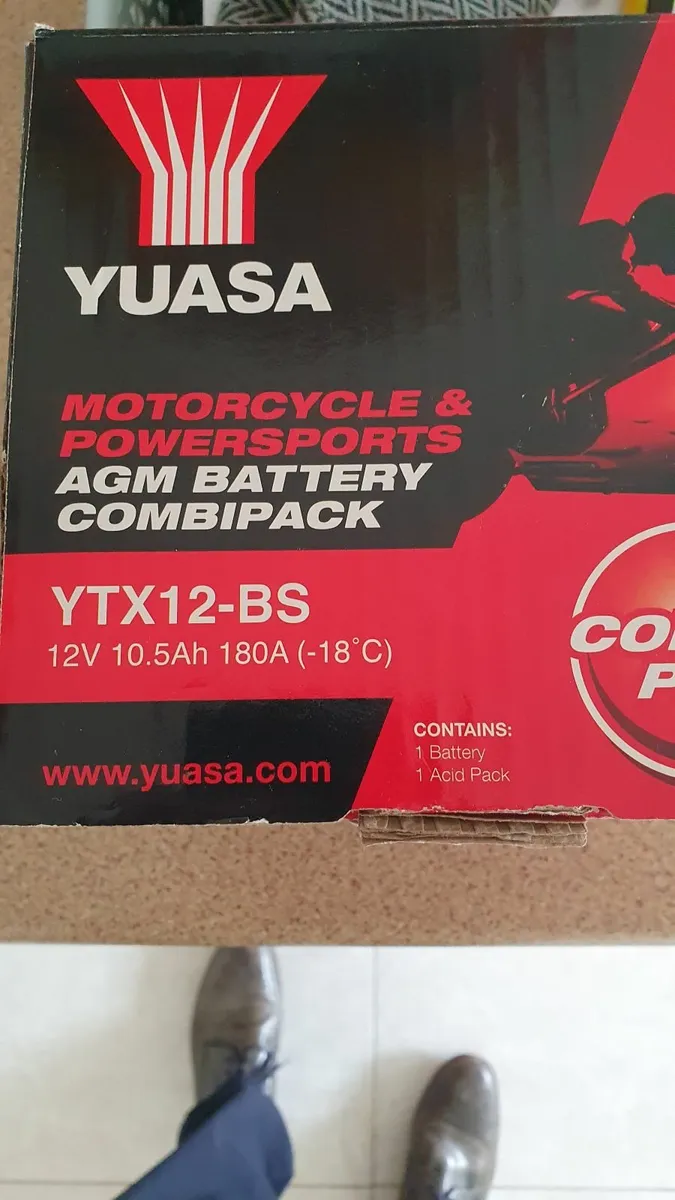 YUASA
MOTORCYCLE &
POWERSPORTS
AGM BATTERY
COMBIPACK
YTX12-BS
12V 10.5Ah 180A (-18°C)
www.yuasa.com
CONTAINS:
1 Battery
1 Acid Pack